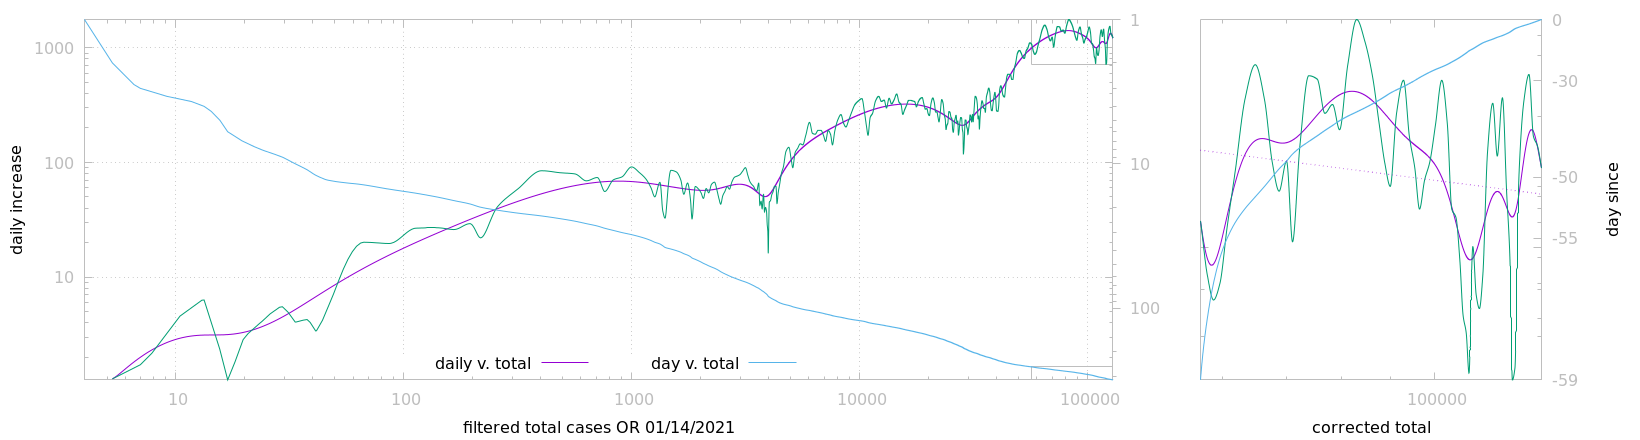 daily increase
1000
100
10
10
100
1000
10000
100000
filtered total cases OR 01/14/2021
daily v. total
day v. total
1
10
100
100000
corrected total
0
-30
-50
-55
-59
day since